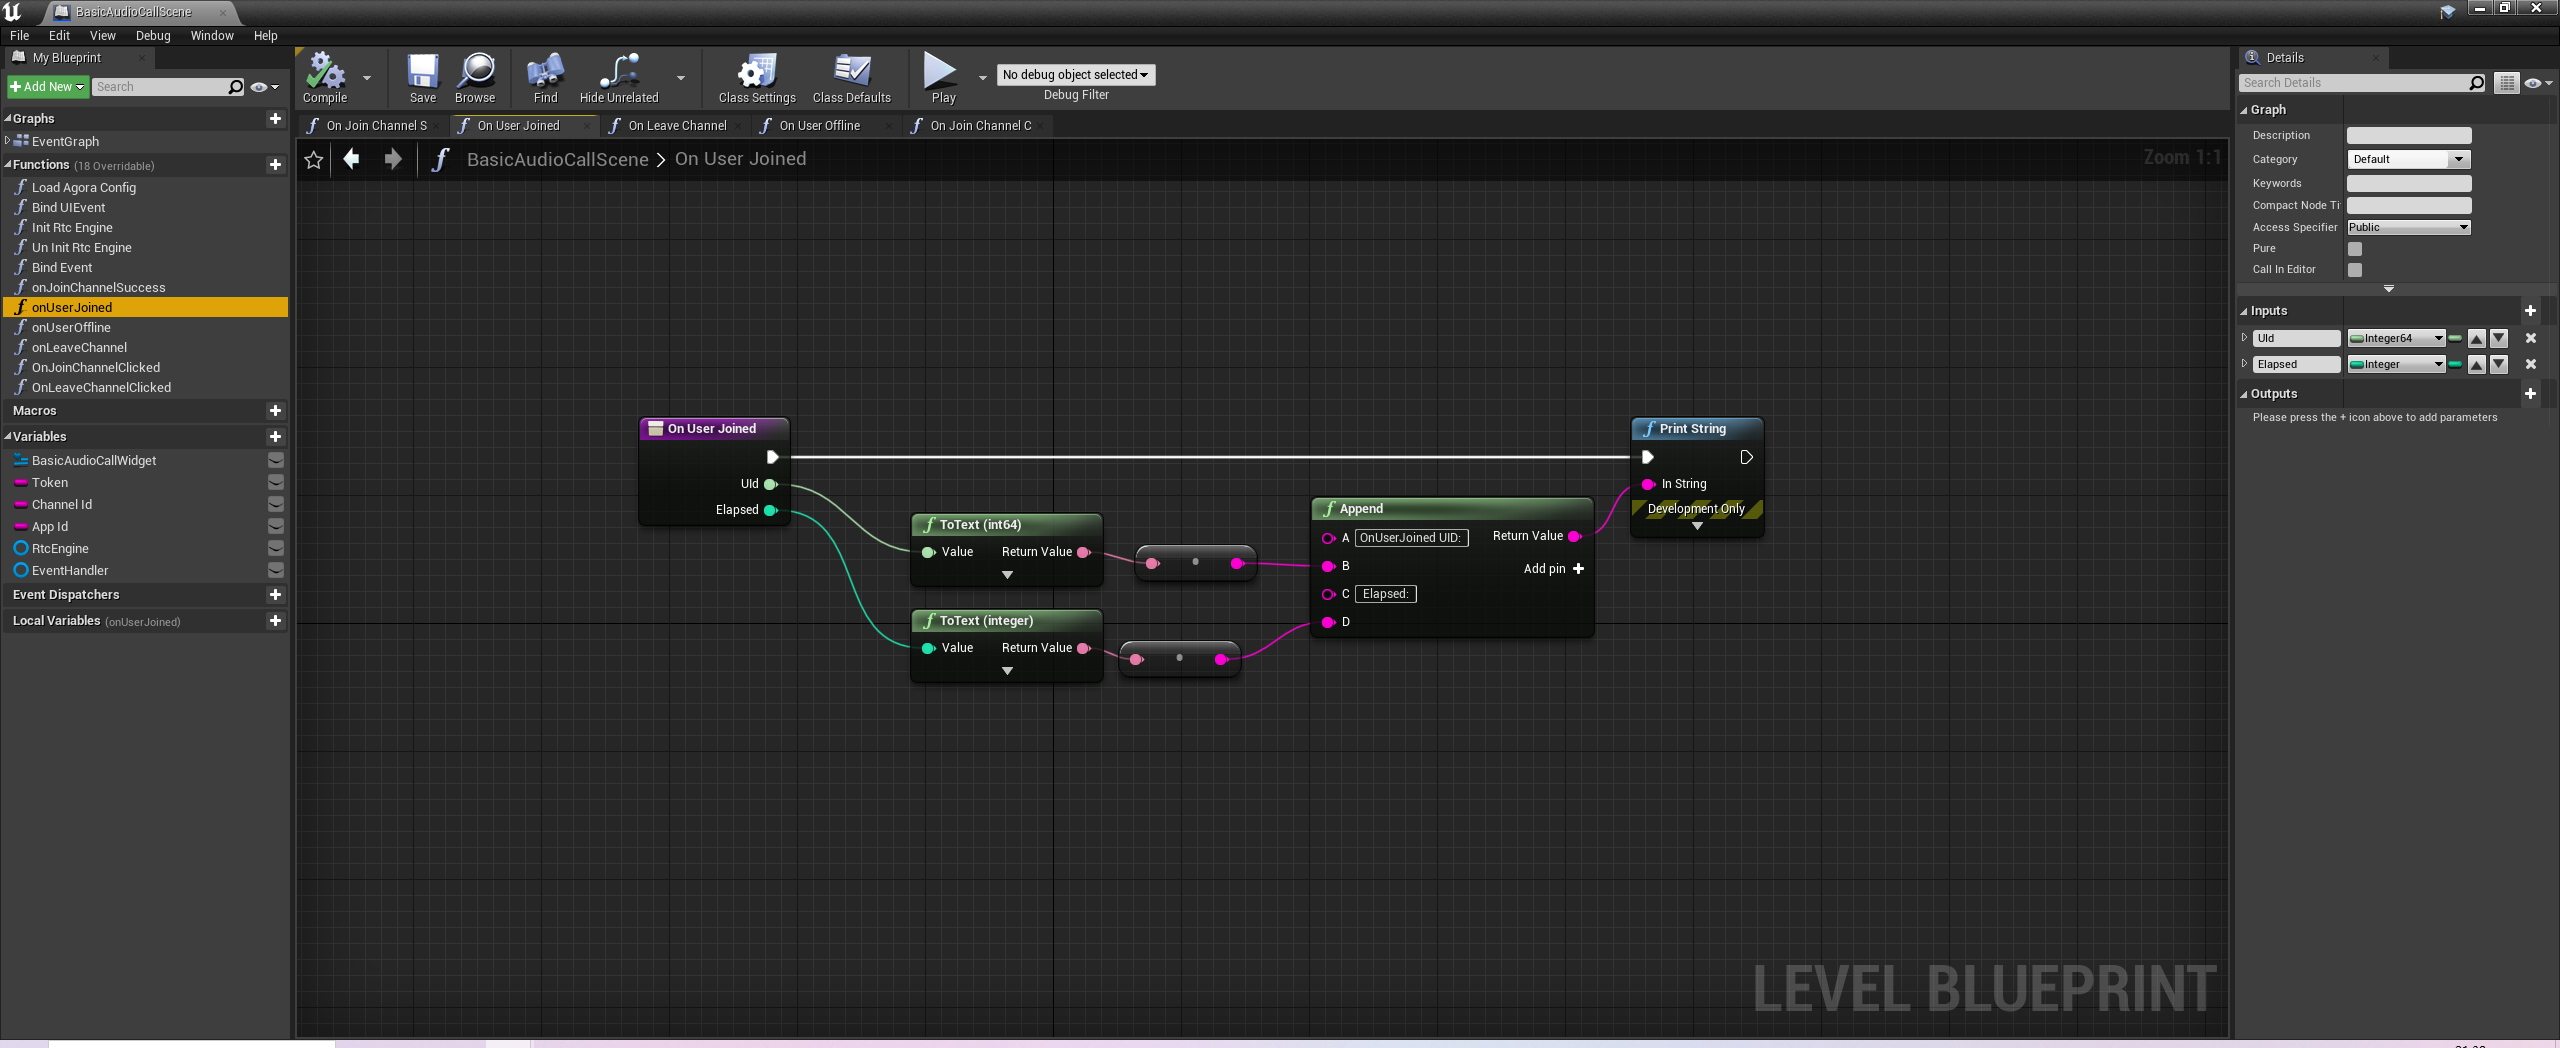 BasicAudioCallScene
File Edit View Debug Window Help
My Blueprint
Add New
Search
Graphs
EventGraph
Functions (18 Overridable)
Load Agora Config
Bind UIEvent
Init Rtc Engine
Un Init Rtc Engine
Bind Event
onJoinChannelSuccess
onUserJoined
onUserOffline
onLeaveChannel
OnJoinChannelClicked
OnLeaveChannelClicked
Macros
Variables
BasicAudioCallWidget
Token
Channel Id
App Id
RtcEngine
EventHandler
Event Dispatchers
Local Variables (onUserJoined)
Compile
Save
Browse
Find
Hide Unrelated
Class Settings
Class Defaults
Play
No debug object selected
Debug Filter
On Join Channel S
On User Joined
On Leave Channel
On User Offline
On Join Channel C
BasicAudioCallScene > On User Joined
Zoom 1:1
On User Joined
UId
Elapsed
ToText (int64)
Value Return Value
ToText (integer)
Value Return Value
Append
A OnUserJoined UID: Return Value
B Add pin
C Elapsed:
D
Print String
In String
Development Only
LEVEL BLUEPRINT
Details
Search Details
Graph
Description
Category Default
Keywords
Compact Node Ti
Access Specifier Public
Pure
Call In Editor
Inputs
UId Integer64
Elapsed Integer
Outputs
Please press the + icon above to add parameters